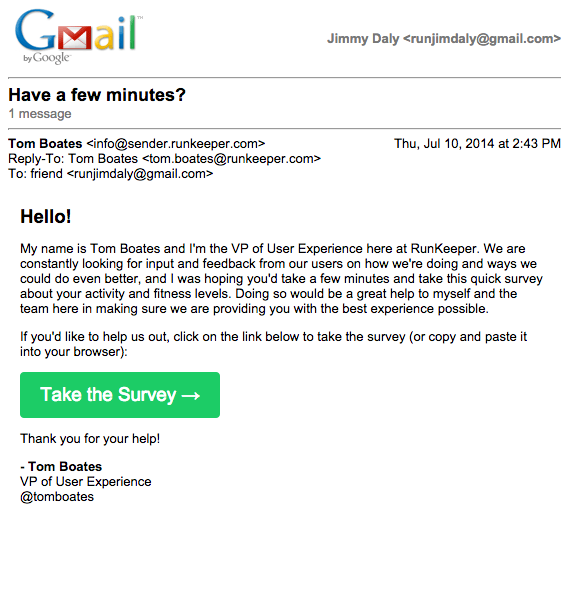 Gmail™
by Google™
Jimmy Daly <runjimdaly@gmail.com>
Have a few minutes?
1 message
Tom Boates <info@sender.runkeeper.com> Thu, Jul 10, 2014 at 2:43 PM
Reply-To: Tom Boates <tom.boates@runkeeper.com>
To: friend <runjimdaly@gmail.com>
Hello!
My name is Tom Boates and I'm the VP of User Experience here at RunKeeper. We are
constantly looking for input and feedback from our users on how we're doing and ways we
could do even better, and I was hoping you'd take a few minutes and take this quick survey
about your activity and fitness levels. Doing so would be a great help to myself and the
team here in making sure we are providing you with the best experience possible.
If you'd like to help us out, click on the link below to take the survey (or copy and paste it
into your browser):
Take the Survey →
Thank you for your help!
- Tom Boates
VP of User Experience
@tomboates